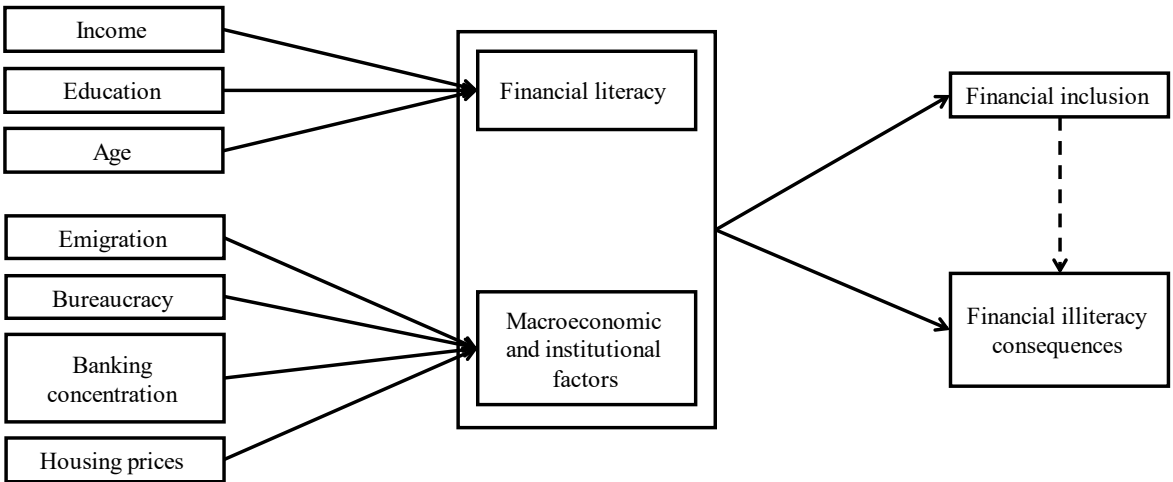 Income
Education
Age
Emigration
Bureaucracy
Banking
concentration
Housing prices
Financial literacy
Macroeconomic
and institutional
factors
Financial inclusion
Financial illiteracy
consequences